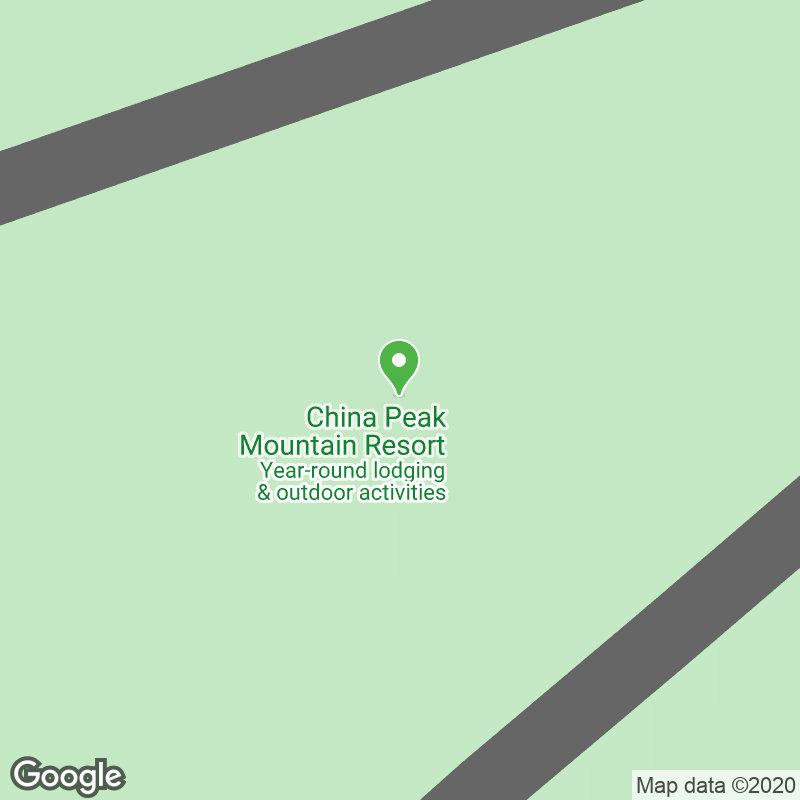 China Peak
Mountain Resort
Year-round lodging
& outdoor activities
Google
Map data ©2020